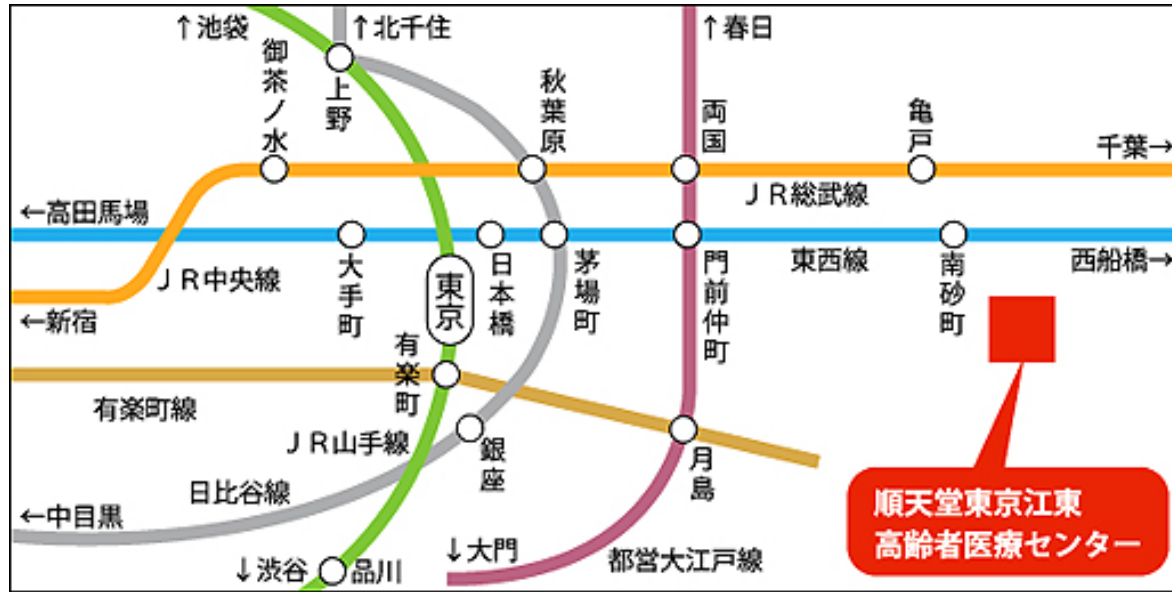 ↑池袋
↑北千住
↑春日
御茶ノ水
上野
秋葉原
両国
亀戸
千葉→
ＪＲ総武線
←高田馬場
ＪＲ中央線
大手町
東京
日本橋
茅場町
門前仲町
東西線
南砂町
西船橋→
←新宿
有楽町
有楽町線
ＪＲ山手線
銀座
月島
日比谷線
←中目黒
↓大門
都営大江戸線
↓渋谷
品川
順天堂東京江東
高齢者医療センター